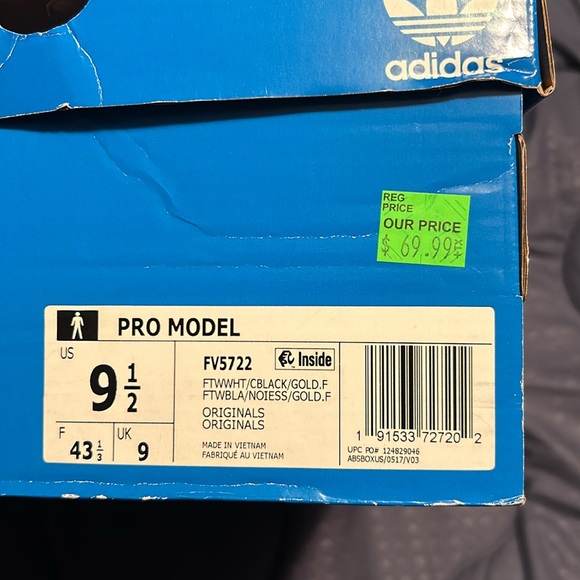 adidas
REG
PRICE
OUR PRICE
$ 69.99 +TX
PRO MODEL
US
9 1/2
F
43 1/3
UK
9
FV5722
Inside
FTWWHT/CBLACK/GOLD.F
FTWBLA/NOIESS/GOLD.F
ORIGINALS
ORIGINALS
MADE IN VIETNAM
FABRIQUÉ AU VIETNAM
1 91533 72720 2
UPC PO# 124829046
ABSBOXUS/0517/V03